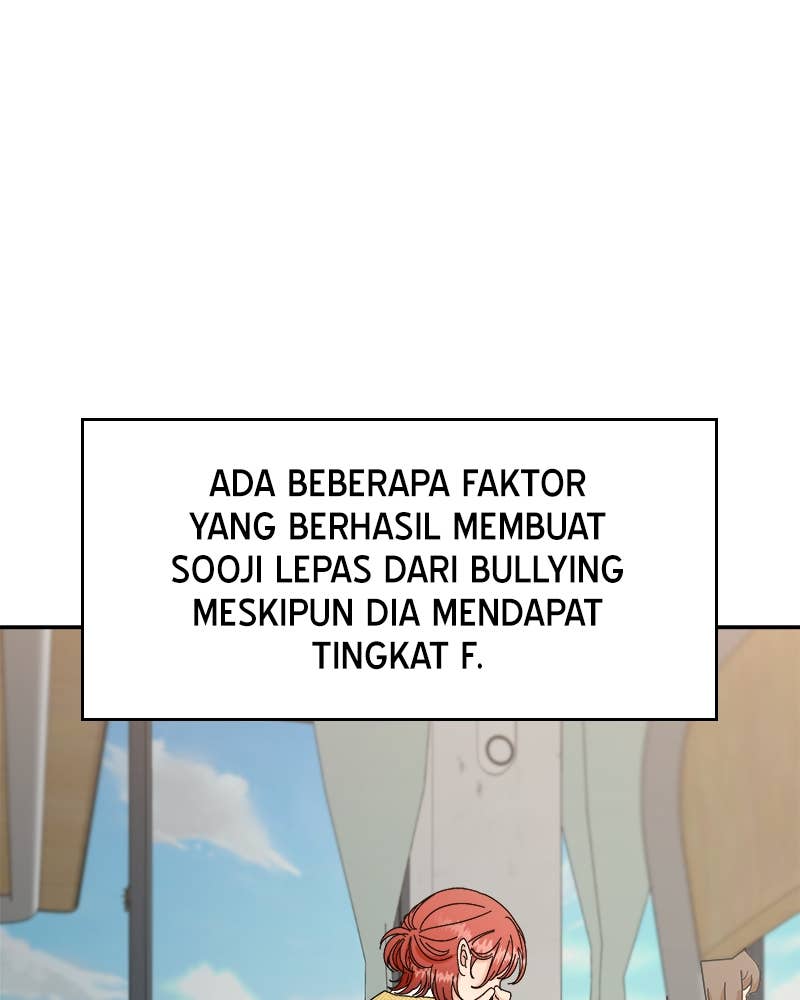 ADA BEBERAPA FAKTOR
YANG BERHASIL MEMBUAT
SOOJI LEPAS DARI BULLYING
MESKIPUN DIA MENDAPAT
TINGKAT F.